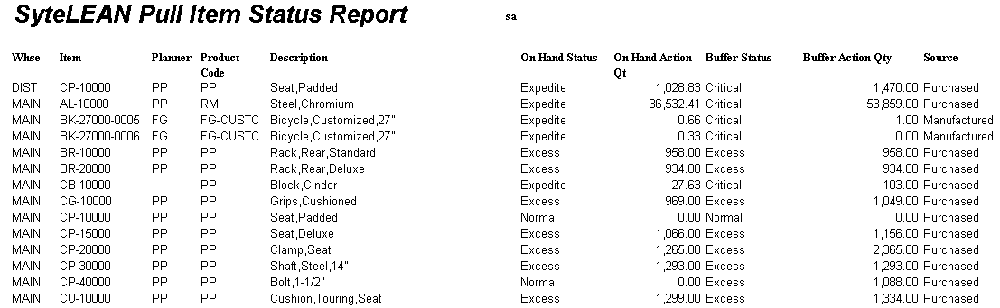 SyteLEAN Pull Item Status Report sa
Whse Item Planner Product Code Description On Hand Status On Hand Action Qt Buffer Status Buffer Action Qty Source
DIST CP-10000 PP PP Seat,Padded Expedite 1,028.83 Critical 1,470.00 Purchased
MAIN AL-10000 PP RM Steel,Chromium Expedite 36,532.41 Critical 53,859.00 Purchased
MAIN BK-27000-0005 FG FG-CUSTC Bicycle,Customized,27" Expedite 0.66 Critical 1.00 Manufactured
MAIN BK-27000-0006 FG FG-CUSTC Bicycle,Customized,27" Expedite 0.33 Critical 0.00 Manufactured
MAIN BR-10000 PP PP Rack,Rear,Standard Excess 958.00 Excess 958.00 Purchased
MAIN BR-20000 PP PP Rack,Rear,Deluxe Excess 934.00 Excess 934.00 Purchased
MAIN CB-10000 PP Block,Cinder Expedite 27.63 Critical 103.00 Purchased
MAIN CG-10000 PP PP Grips,Cushioned Excess 969.00 Excess 1,049.00 Purchased
MAIN CP-10000 PP PP Seat,Padded Normal 0.00 Normal 0.00 Purchased
MAIN CP-15000 PP PP Seat,Deluxe Excess 1,066.00 Excess 1,156.00 Purchased
MAIN CP-20000 PP PP Clamp,Seat Excess 1,265.00 Excess 2,365.00 Purchased
MAIN CP-30000 PP PP Shaft,Steel,14" Excess 1,293.00 Excess 1,293.00 Purchased
MAIN CP-40000 PP PP Bolt,1-1/2" Normal 0.00 Excess 1,088.00 Purchased
MAIN CU-10000 PP PP Cushion,Touring,Seat Excess 1,299.00 Excess 1,334.00 Purchased